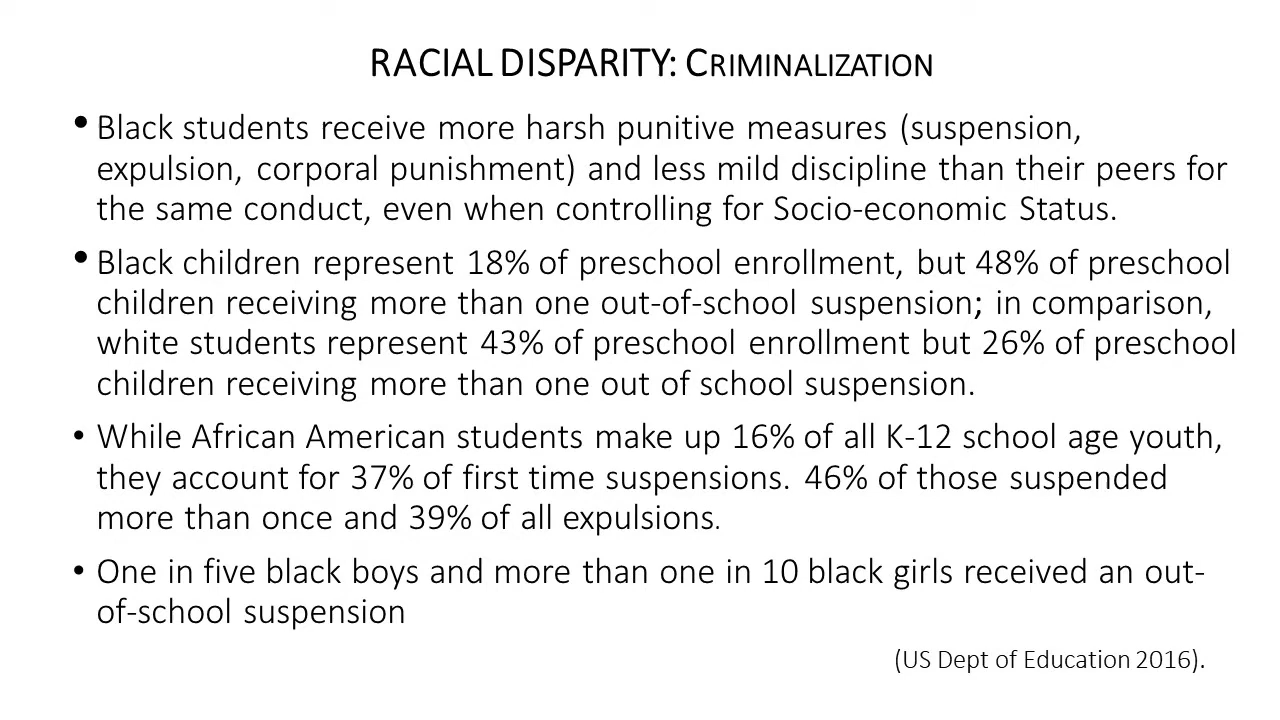 RACIAL DISPARITY: CRIMINALIZATION
• Black students receive more harsh punitive measures (suspension,
expulsion, corporal punishment) and less mild discipline than their peers for
the same conduct, even when controlling for Socio-economic Status.
• Black children represent 18% of preschool enrollment, but 48% of preschool
children receiving more than one out-of-school suspension; in comparison,
white students represent 43% of preschool enrollment but 26% of preschool
children receiving more than one out of school suspension.
• While African American students make up 16% of all K-12 school age youth,
they account for 37% of first time suspensions. 46% of those suspended
more than once and 39% of all expulsions.
• One in five black boys and more than one in 10 black girls received an out-
of-school suspension
(US Dept of Education 2016).